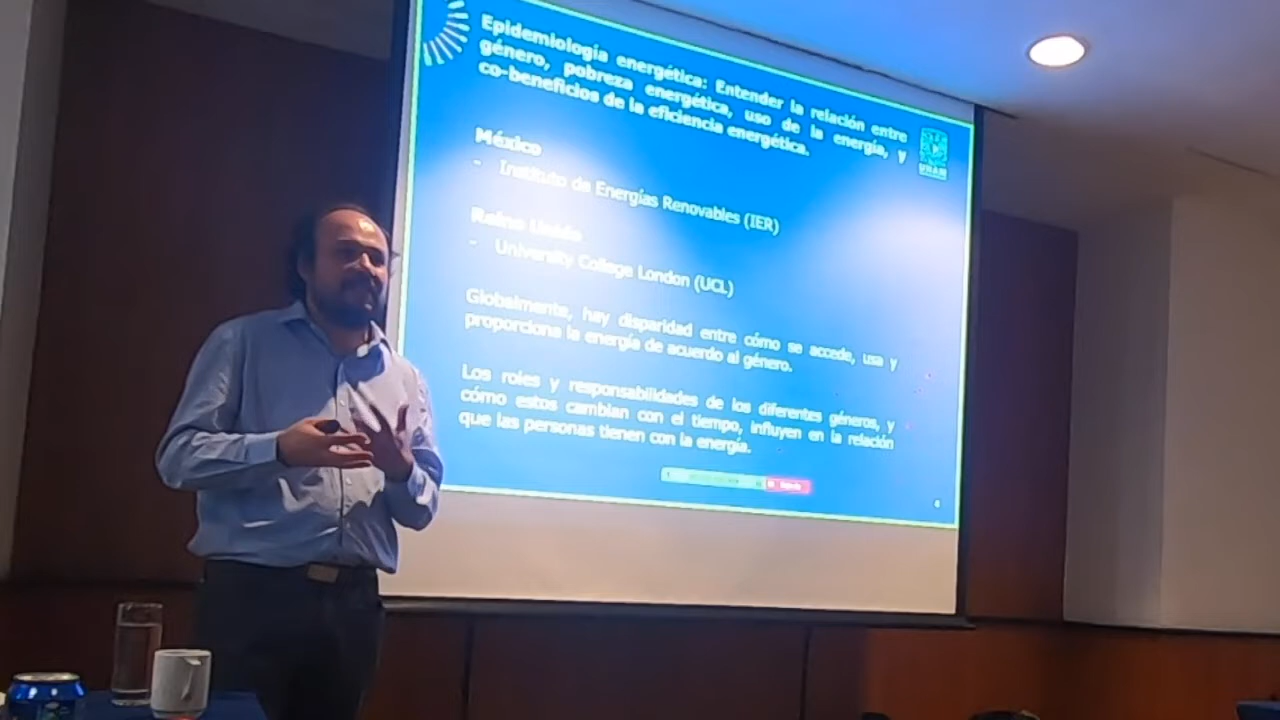 Epidemiología energética: Entender la relación entre
género, pobreza energética, uso de la energía, y
co-beneficios de la eficiencia energética.
UNAM
México
- Instituto de Energías Renovables (IER)
Reino Unido
- University College London (UCL)
Globalmente, hay disparidad entre cómo se accede, usa y
proporciona la energía de acuerdo al género.
Los roles y responsabilidades de los diferentes géneros, y
cómo estos cambian con el tiempo, influyen en la relación
que las personas tienen con la energía.